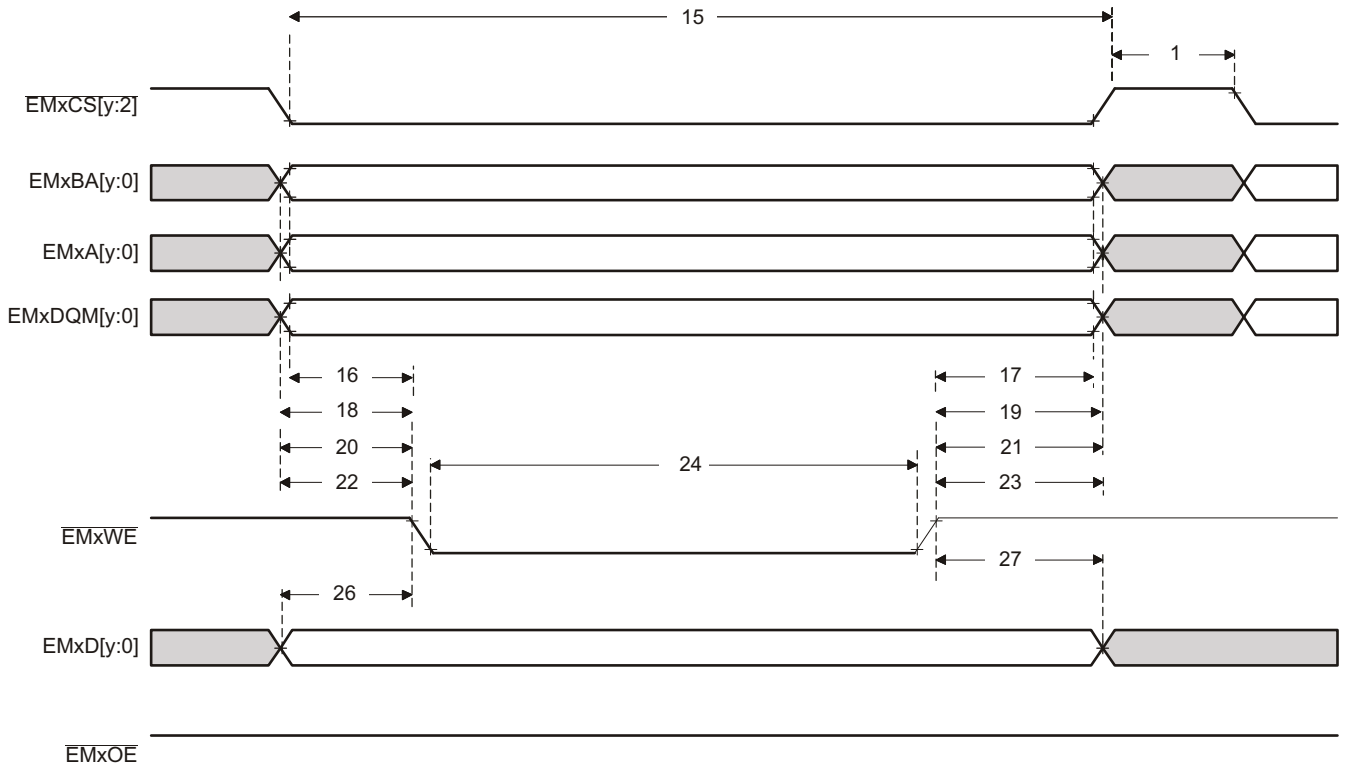 15
1
EMxCS[y:2]
EMxBA[y:0]
EMxA[y:0]
EMxDQM[y:0]
16 17
18 19
20 21
24
22 23
EMxWE
27
26
EMxD[y:0]
EMxOE